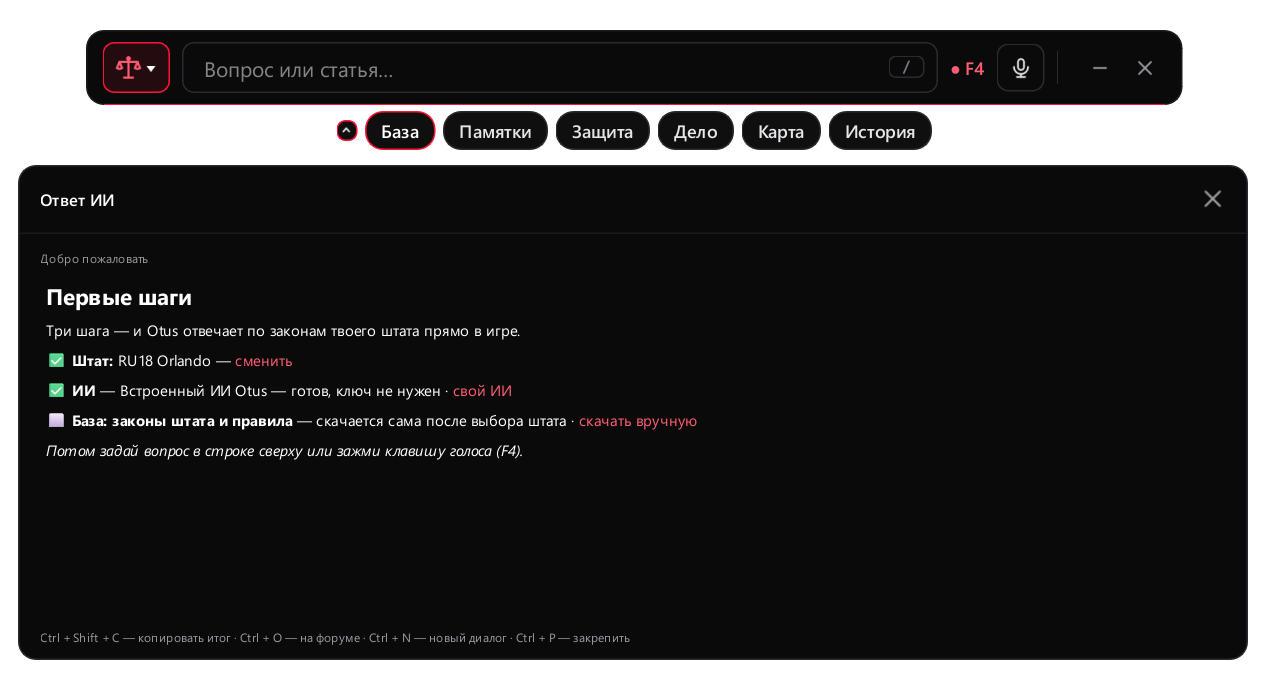 Вопрос или статья...
/
● F4
База
Памятки
Защита
Дело
Карта
История
Ответ ИИ
Добро пожаловать
Первые шаги
Три шага — и Otus отвечает по законам твоего штата прямо в игре.
✅ Штат: RU18 Orlando — сменить
✅ ИИ — Встроенный ИИ Otus — готов, ключ не нужен · свой ИИ
База: законы штата и правила — скачается сама после выбора штата · скачать вручную
Потом задай вопрос в строке сверху или зажми клавишу голоса (F4).
Ctrl + Shift + C — копировать итог · Ctrl + O — на форуме · Ctrl + N — новый диалог · Ctrl + P — закрепить